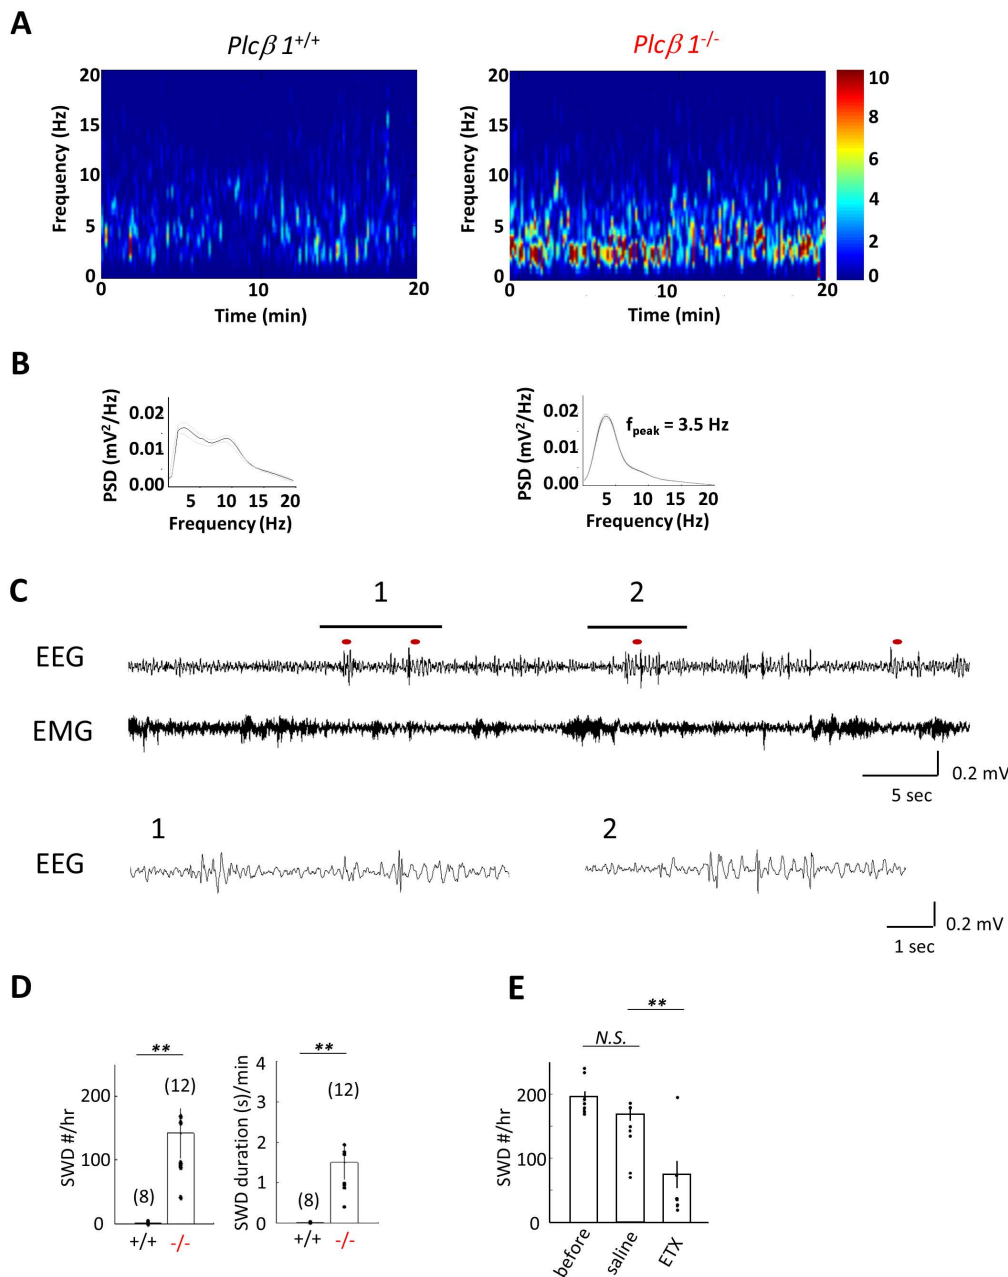 A
Plcβ 1+/+
Plcβ 1-/-
Frequency (Hz)
20
15
10
5
0
0
10
20
Time (min)
Frequency (Hz)
20
15
10
5
0
0
10
20
Time (min)
10
8
6
4
2
0
B
PSD (mV²/Hz)
0.02
0.01
0.00
5 10 15 20
Frequency (Hz)
PSD (mV²/Hz)
0.02
0.01
0.00
fpeak = 3.5 Hz
5 10 15 20
Frequency (Hz)
C
1
2
EEG
EMG
0.2 mV
5 sec
1
2
EEG
0.2 mV
1 sec
D
SWD #/hr
200
100
0
**
(8)
(12)
+/+
-/-
SWD duration (s)/min
4
3
2
1
0
**
(8)
(12)
+/+
-/-
E
SWD #/hr
200
100
0
N.S.
**
before
saline
ETX